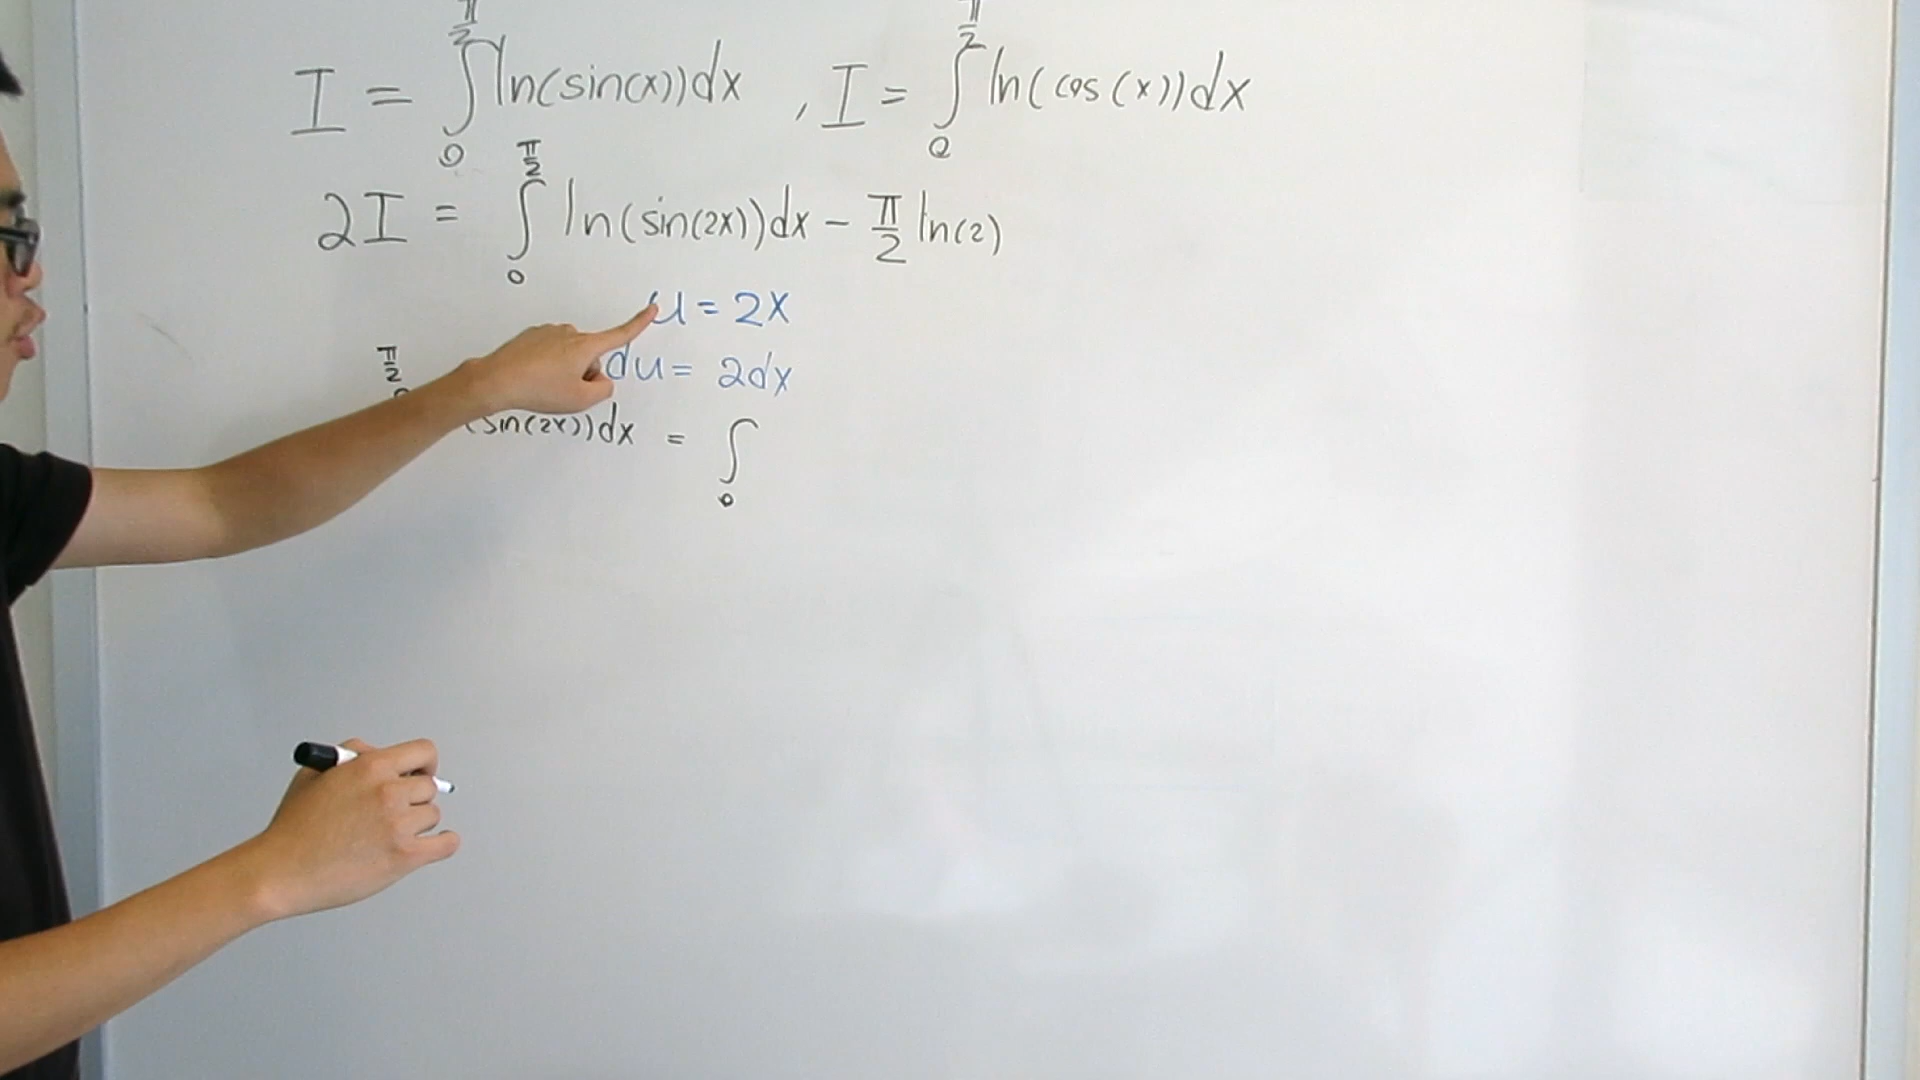 I = ∫₀^(π/2) ln(sin(x))dx , I = ∫₀^(π/2) ln(cos(x))dx
2I = ∫₀^(π/2) ln(sin(2x))dx − π/2 ln(2)
u = 2x
du = 2dx
π/2 (sin(2x))dx = ∫₀